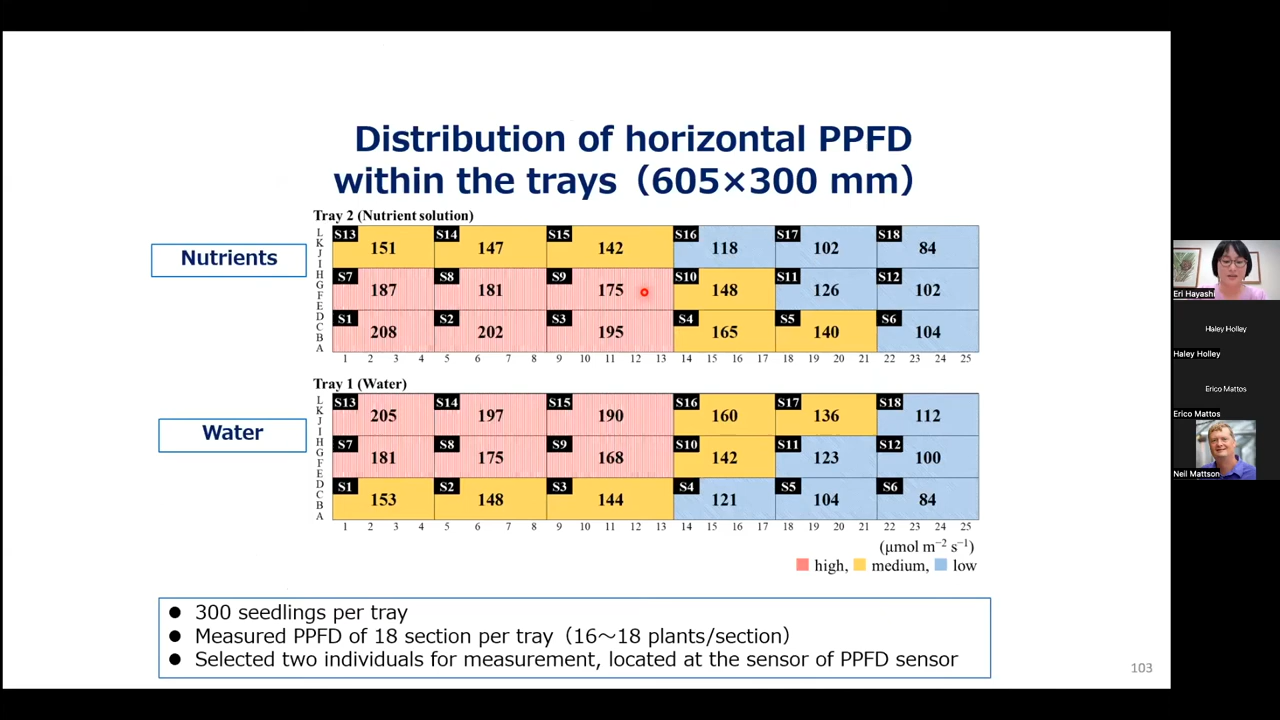 Distribution of horizontal PPFD
within the trays（605×300 mm）
Nutrients
Tray 2 (Nutrient solution)
L
K
J
I
H
G
F
E
D
C
B
A
S13 151 S14 147 S15 142 S16 118 S17 102 S18 84
S7 187 S8 181 S9 175 S10 148 S11 126 S12 102
S1 208 S2 202 S3 195 S4 165 S5 140 S6 104
1 2 3 4 5 6 7 8 9 10 11 12 13 14 15 16 17 18 19 20 21 22 23 24 25
Water
Tray 1 (Water)
L
K
J
I
H
G
F
E
D
C
B
A
S13 205 S14 197 S15 190 S16 160 S17 136 S18 112
S7 181 S8 175 S9 168 S10 142 S11 123 S12 100
S1 153 S2 148 S3 144 S4 121 S5 104 S6 84
1 2 3 4 5 6 7 8 9 10 11 12 13 14 15 16 17 18 19 20 21 22 23 24 25
(μmol m⁻² s⁻¹)
high, medium, low
● 300 seedlings per tray
● Measured PPFD of 18 section per tray（16～18 plants/section）
● Selected two individuals for measurement, located at the sensor of PPFD sensor
103
Eri Hayashi
Haley Holley
Haley Holley
Erico Mattos
Erico Mattos
Neil Mattson